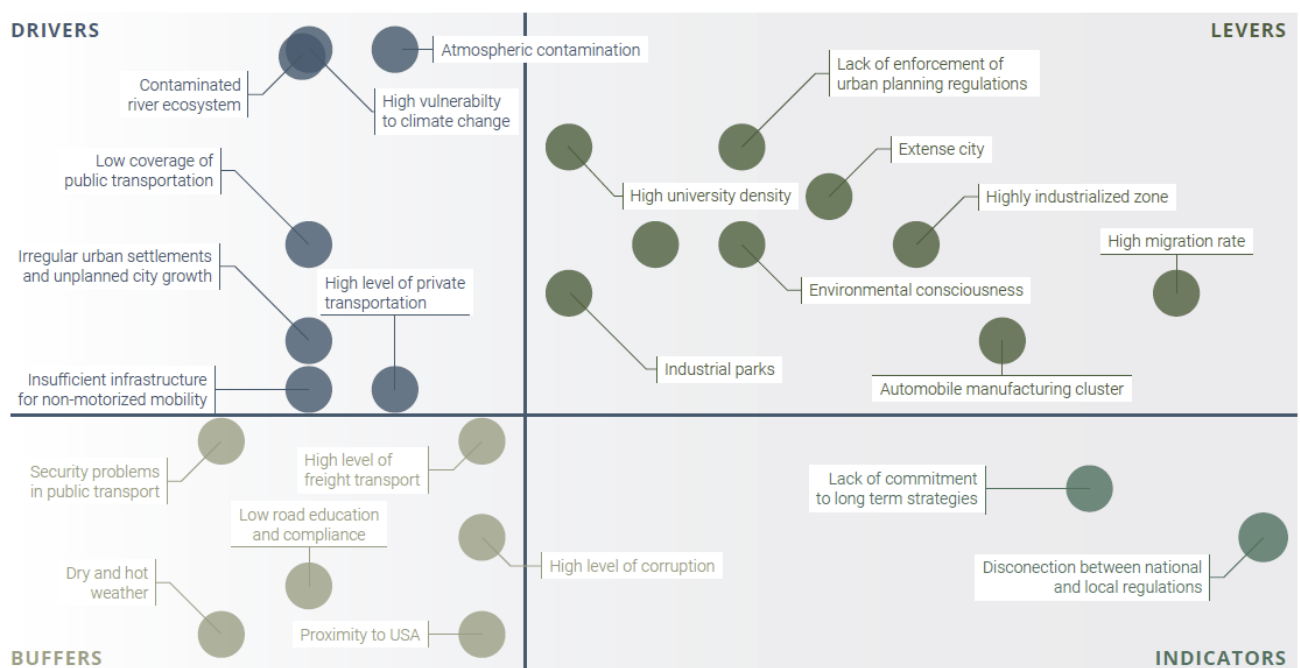 DRIVERS
LEVERS
Atmospheric contamination
Contaminated
river ecosystem
High vulnerabilty
to climate change
Lack of enforcement of
urban planning regulations
Low coverage of
public transportation
Extense city
High university density
Highly industrialized zone
Irregular urban settlements
and unplanned city growth
High level of private
transportation
High migration rate
Environmental consciousness
Industrial parks
Insufficient infrastructure
for non-motorized mobility
Automobile manufacturing cluster
Security problems
in public transport
High level of
freight transport
Lack of commitment
to long term strategies
Low road education
and compliance
High level of corruption
Dry and hot
weather
Disconection between national
and local regulations
Proximity to USA
BUFFERS
INDICATORS